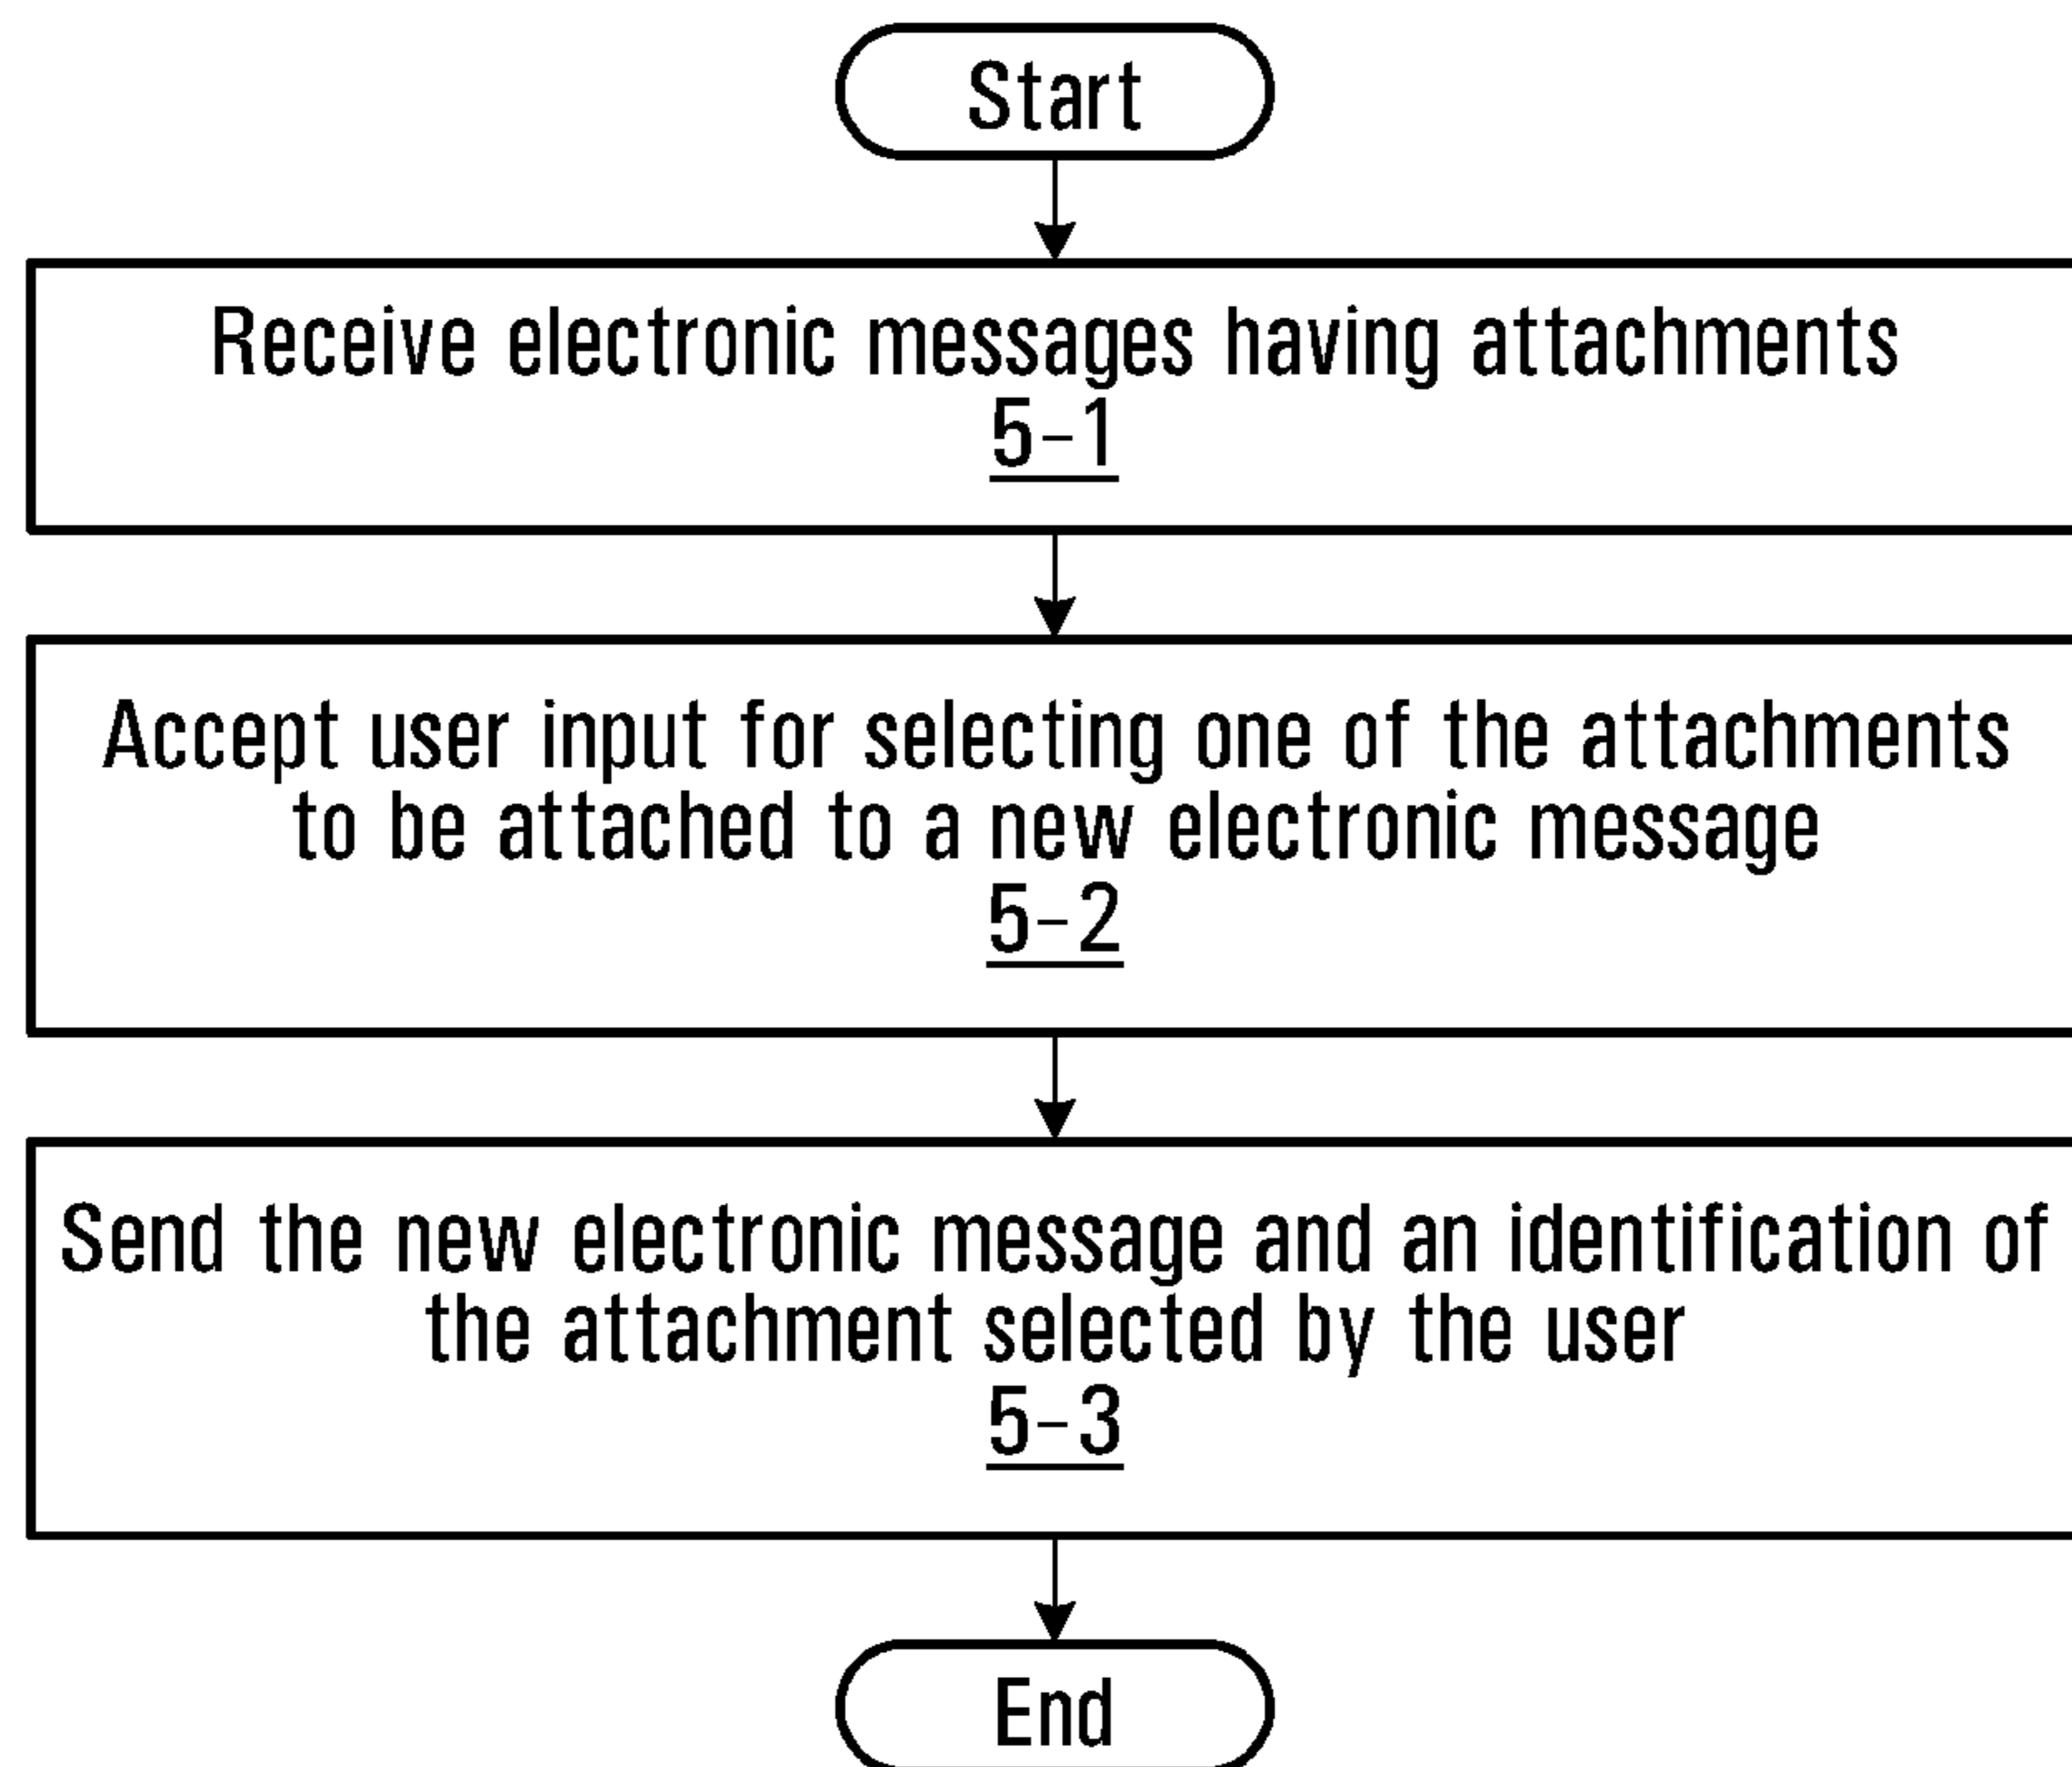 Start
Receive electronic messages having attachments
5-1
Accept user input for selecting one of the attachments
to be attached to a new electronic message
5-2
Send the new electronic message and an identification of
the attachment selected by the user
5-3
End